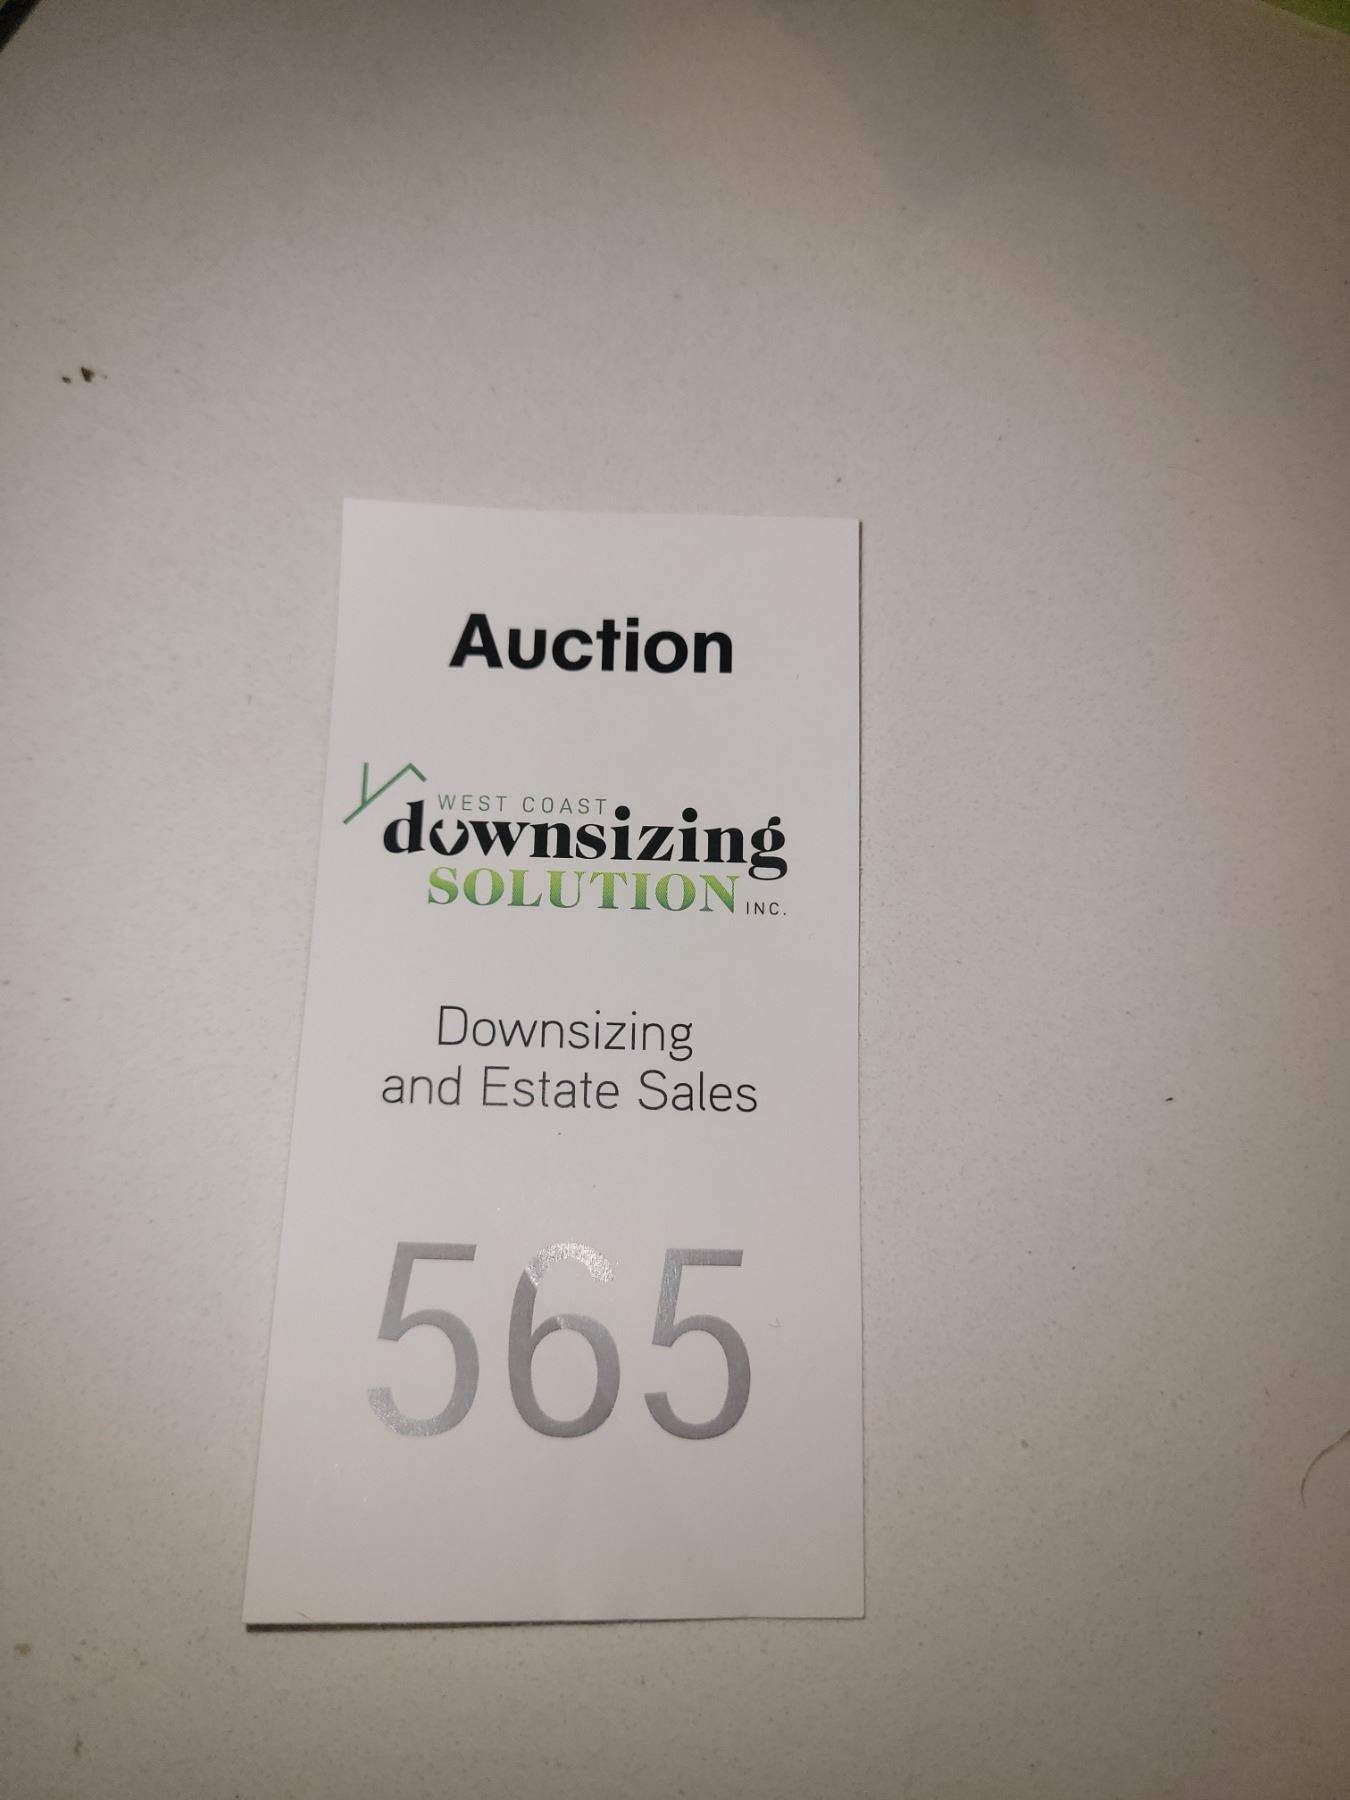 Auction
WEST COAST
downsizing
SOLUTION INC.
Downsizing
and Estate Sales
565